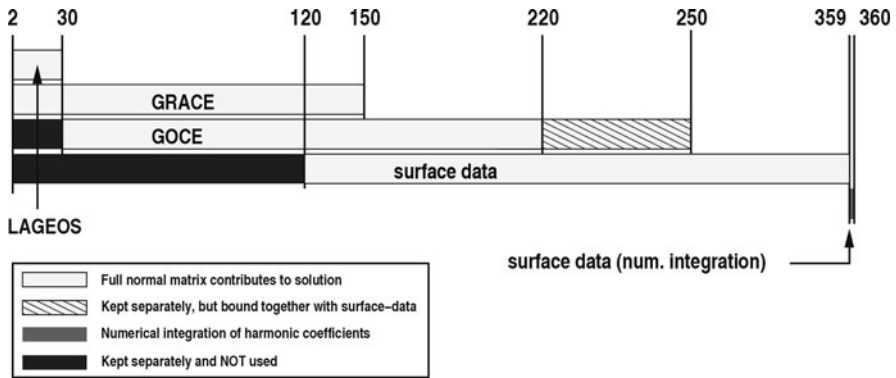 2 30 120 150 220 250 359 360
GRACE
GOCE
surface data
LAGEOS
surface data (num. integration)
Full normal matrix contributes to solution
Kept separately, but bound together with surface–data
Numerical integration of harmonic coefficients
Kept separately and NOT used